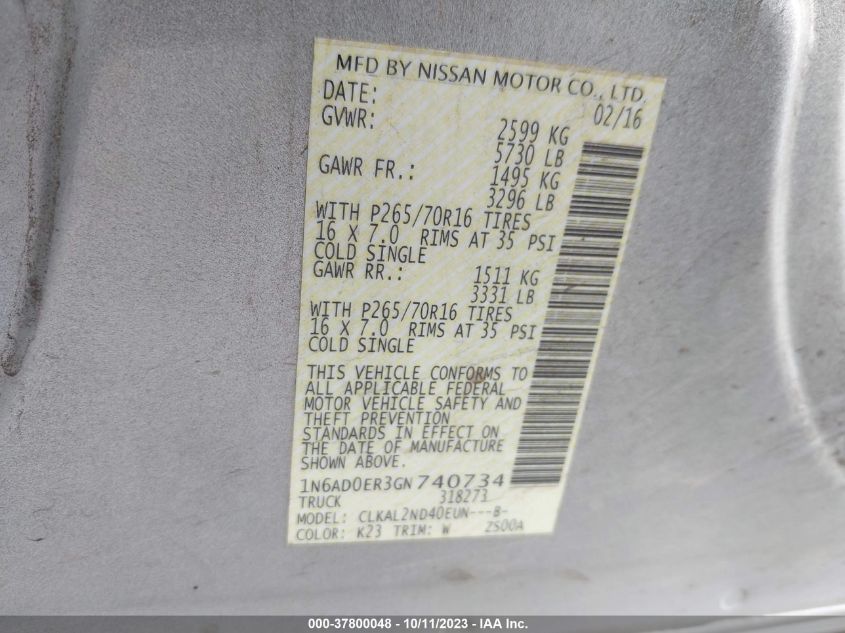 MFD BY NISSAN MOTOR CO., LTD.
DATE: 02/16
GVWR: 2599 KG
5730 LB
GAWR FR.: 1495 KG
3296 LB
WITH P265/70R16 TIRES
16 X 7.0 RIMS AT 35 PSI
COLD SINGLE
GAWR RR.: 1511 KG
3331 LB
WITH P265/70R16 TIRES
16 X 7.0 RIMS AT 35 PSI
COLD SINGLE
THIS VEHICLE CONFORMS TO
ALL APPLICABLE FEDERAL
MOTOR VEHICLE SAFETY AND
THEFT PREVENTION
STANDARDS IN EFFECT ON
THE DATE OF MANUFACTURE
SHOWN ABOVE.
1N6AD0ER3GN740734
TRUCK 318273
MODEL: CLKAL2ND40EUN---B-
COLOR: K23 TRIM: W ZS00A
000-37800048 - 10/11/2023 - IAA Inc.